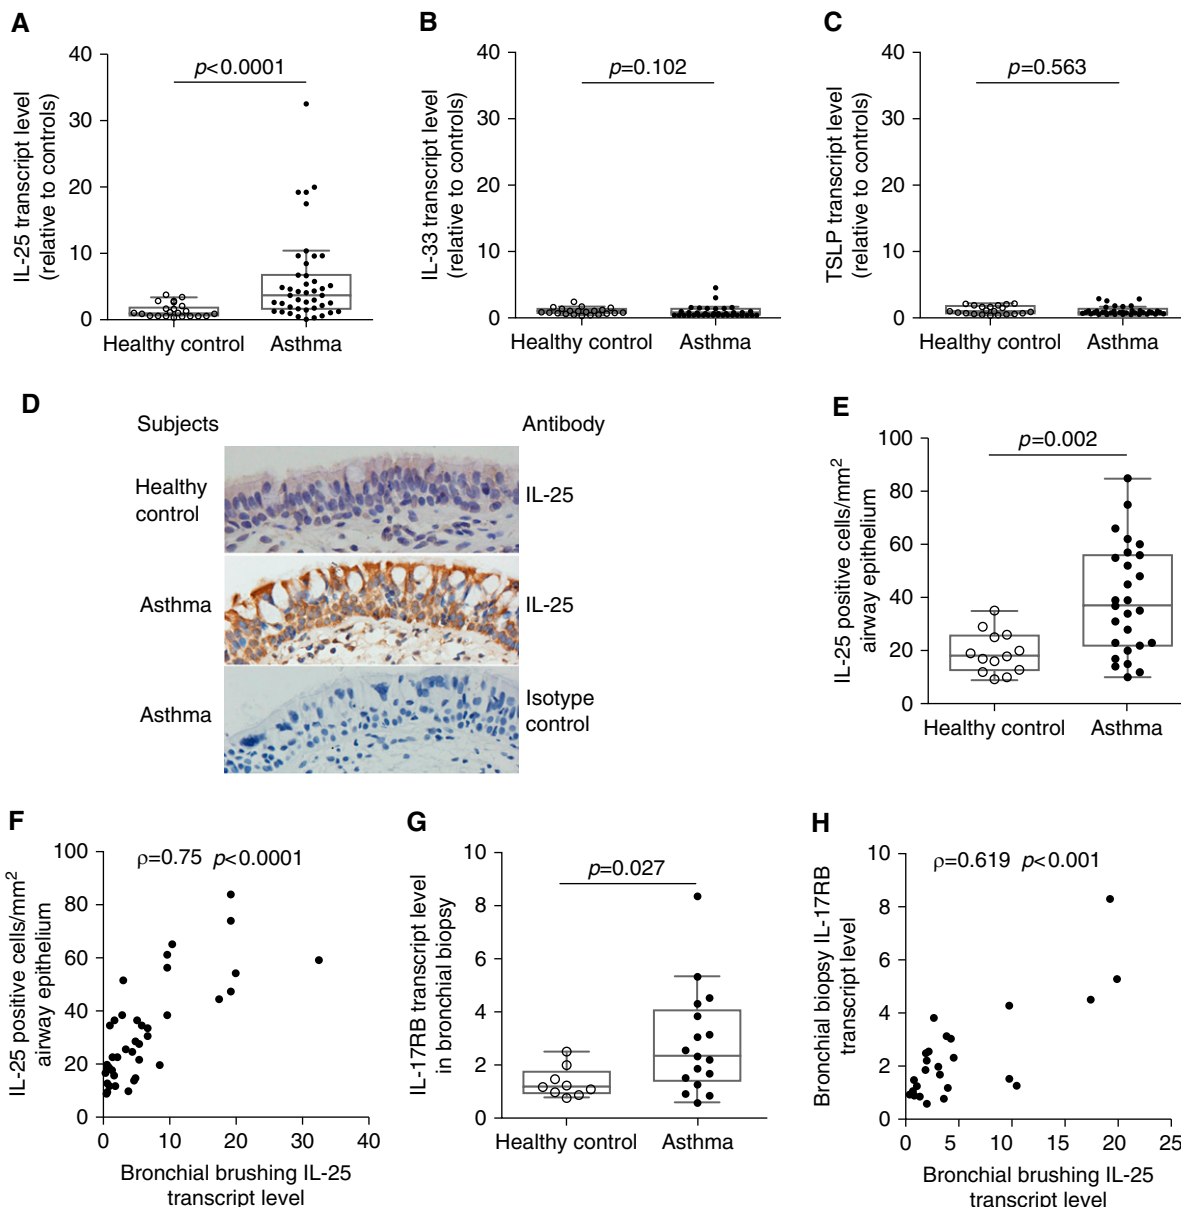 A
IL-25 transcript level
(relative to controls)
40
30
20
10
0
p<0.0001
Healthy control
Asthma
B
IL-33 transcript level
(relative to controls)
40
30
20
10
0
p=0.102
Healthy control
Asthma
C
TSLP transcript level
(relative to controls)
40
30
20
10
0
p=0.563
Healthy control
Asthma
D
Subjects
Antibody
Healthy
control
IL-25
Asthma
IL-25
Asthma
Isotype
control
E
IL-25 positive cells/mm²
airway epithelium
100
80
60
40
20
0
p=0.002
Healthy control
Asthma
F
IL-25 positive cells/mm²
airway epithelium
100
80
60
40
20
0
ρ=0.75 p<0.0001
0
10
20
30
40
Bronchial brushing IL-25
transcript level
G
IL-17RB transcript level
in bronchial biopsy
10
8
6
4
2
0
p=0.027
Healthy control
Asthma
H
Bronchial biopsy IL-17RB
transcript level
10
8
6
4
2
0
ρ=0.619 p<0.001
0
5
10
15
20
25
Bronchial brushing IL-25
transcript level